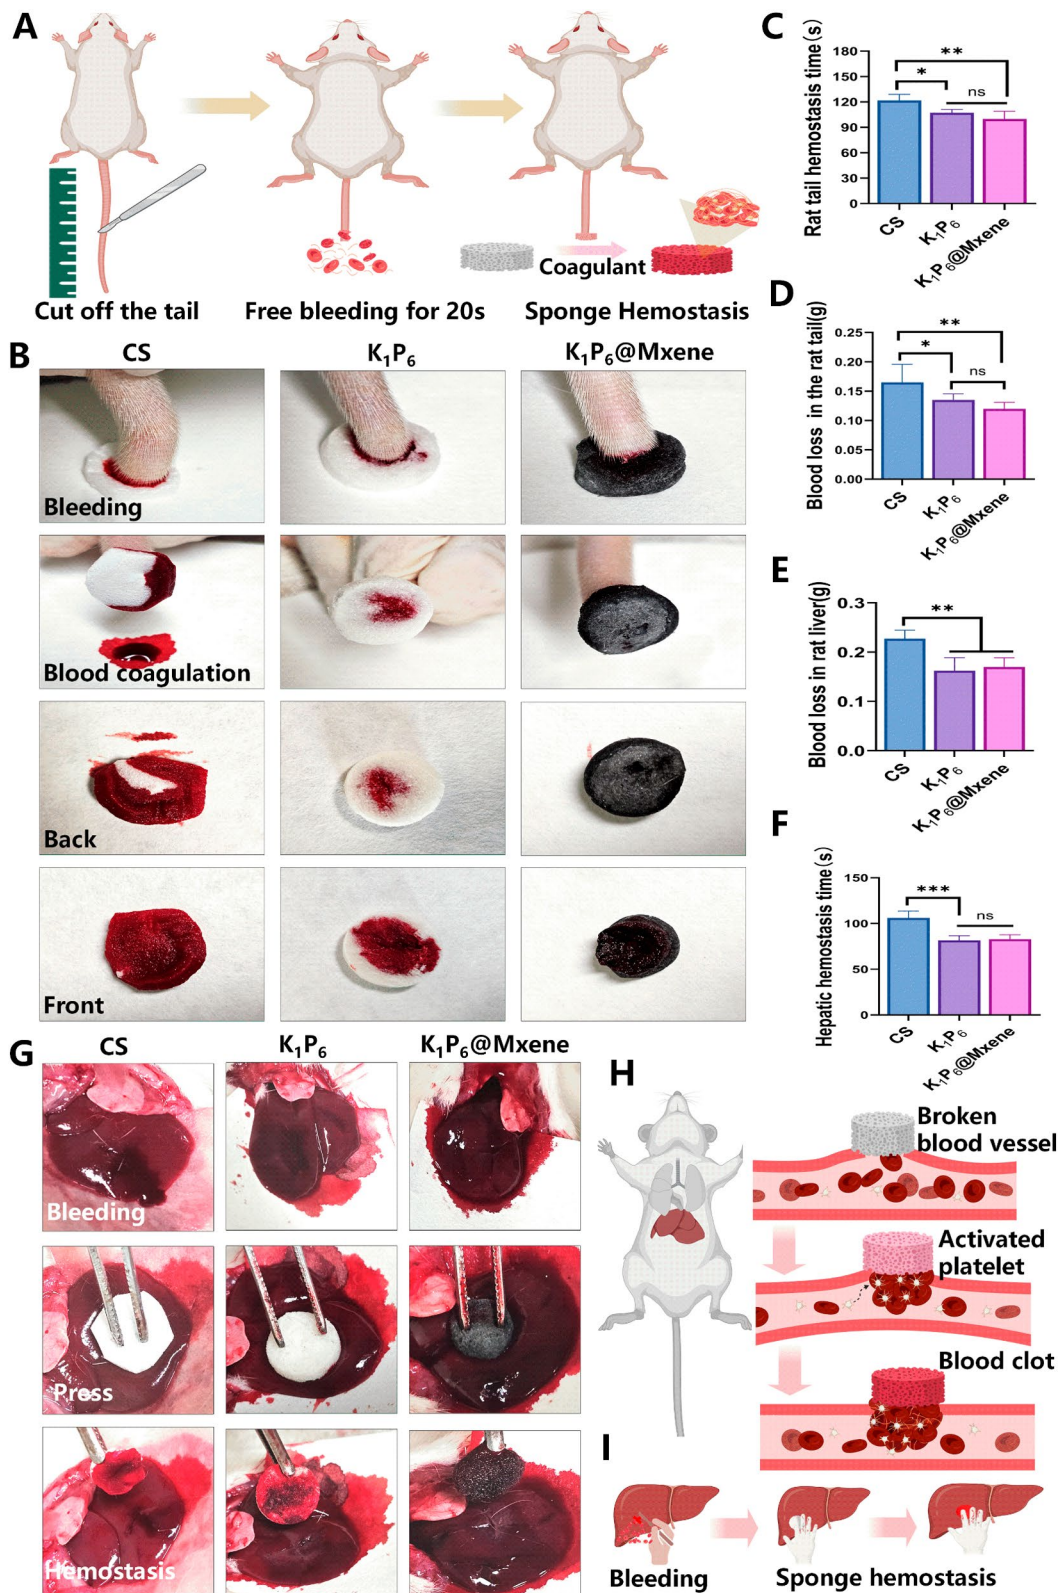 A
Coagulant
Cut off the tail
Free bleeding for 20s
Sponge Hemostasis
B
CS
K₁P₆
K₁P₆@Mxene
Bleeding
Blood coagulation
Back
Front
C
Rat tail hemostasis time(s)
180
150
120
90
60
30
0
**
*
ns
CS
K₁P₆
K₁P₆@Mxene
D
Blood loss in the rat tail(g)
0.25
0.20
0.15
0.10
0.05
0.00
**
*
ns
CS
K₁P₆
K₁P₆@Mxene
E
Blood loss in rat liver(g)
0.3
0.2
0.1
0.0
**
CS
K₁P₆
K₁P₆@Mxene
F
Hepatic hemostasis time(s)
150
100
50
0
***
ns
CS
K₁P₆
K₁P₆@Mxene
G
CS
K₁P₆
K₁P₆@Mxene
Bleeding
Press
Hemostasis
H
Broken
blood vessel
Activated
platelet
Blood clot
I
Bleeding
Sponge hemostasis